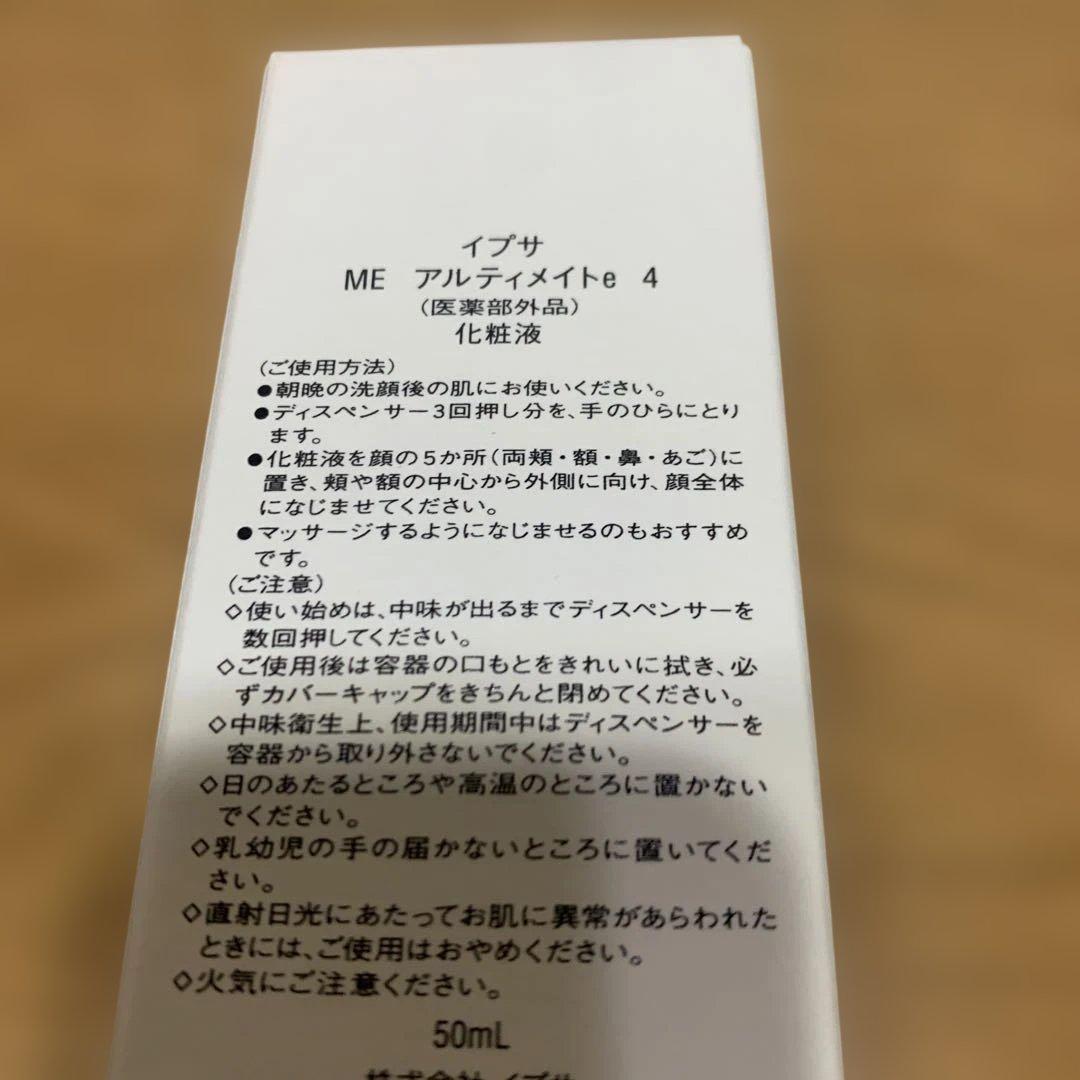 イプサ
ME　アルティメイトe　4
（医薬部外品）
化粧液
（ご使用方法）
●朝晩の洗顔後の肌にお使いください。
●ディスペンサー3回押し分を、手のひらにとり
ます。
●化粧液を顔の5か所（両頬・額・鼻・あご）に
置き、頬や額の中心から外側に向け、顔全体
になじませてください。
●マッサージするようになじませるのもおすすめ
です。
（ご注意）
◇使い始めは、中味が出るまでディスペンサーを
数回押してください。
◇ご使用後は容器の口もとをきれいに拭き、必
ずカバーキャップをきちんと閉めてください。
◇中味衛生上、使用期間中はディスペンサーを
容器から取り外さないでください。
◇日のあたるところや高温のところに置かない
でください。
◇乳幼児の手の届かないところに置いてくだ
さい。
◇直射日光にあたってお肌に異常があらわれた
ときには、ご使用はおやめください。
◇火気にご注意ください。
50mL
株式会社イプサ